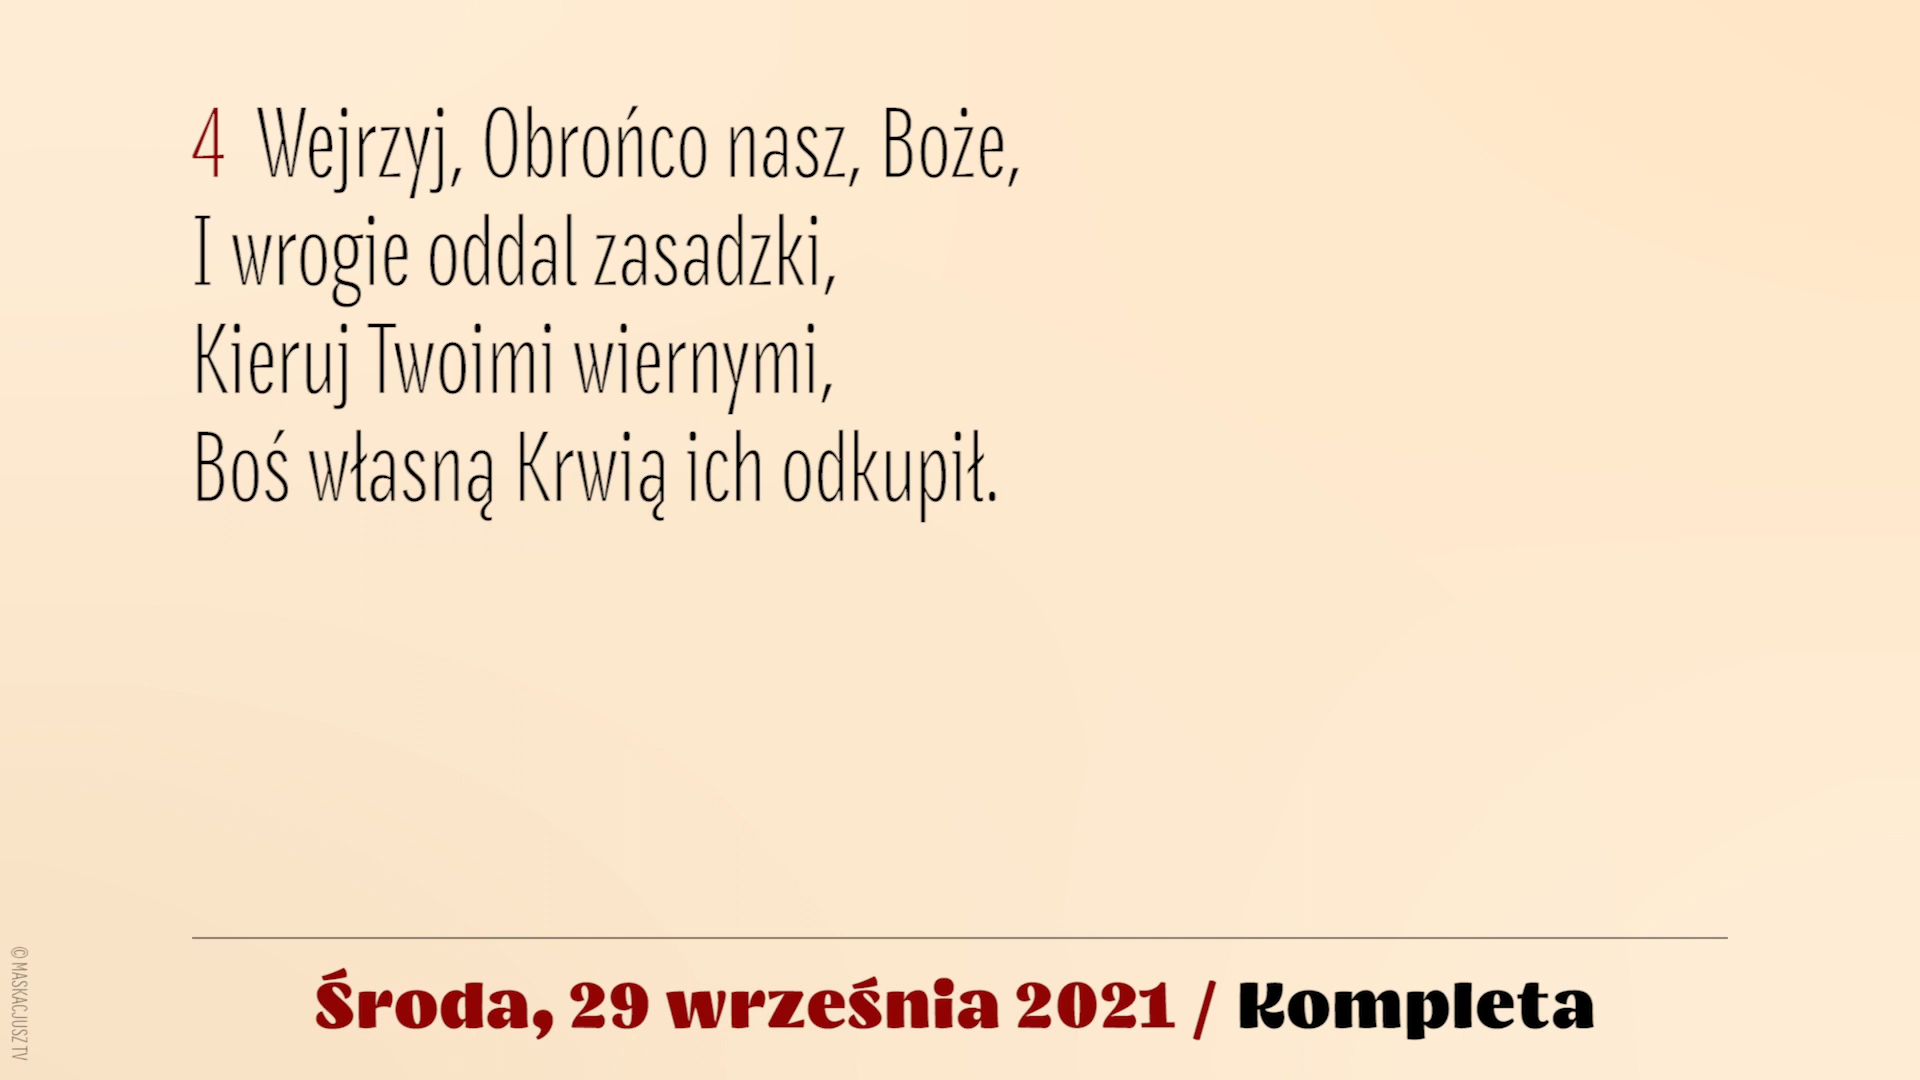 4 Wejrzyj, Obrońco nasz, Boże,
I wrogie oddal zasadzki,
Kieruj Twoimi wiernymi,
Boś własną Krwią ich odkupił.
Środa, 29 września 2021 / Kompleta
© MASKACJUSZ TV